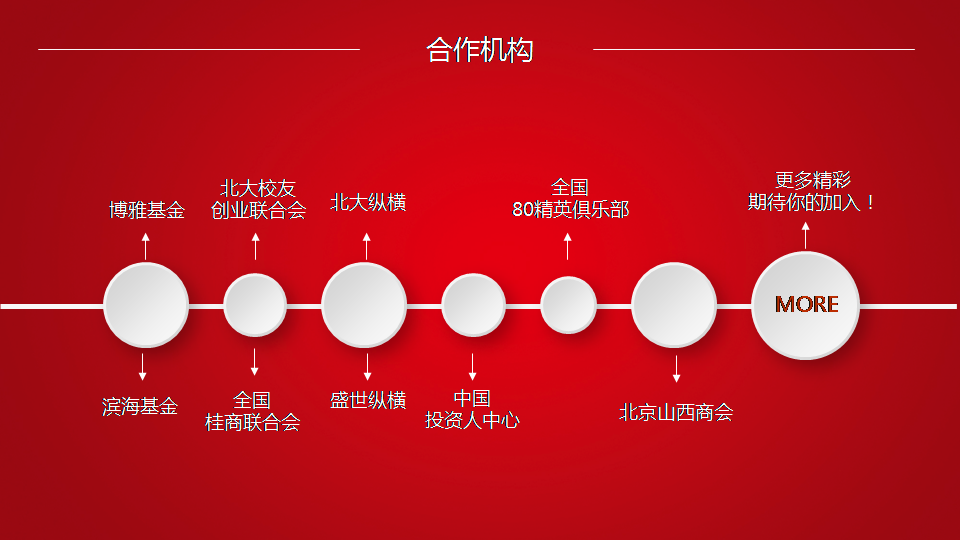 合作机构
博雅基金
北大校友
创业联合会
北大纵横
全国
80精英俱乐部
更多精彩
期待你的加入！
MORE
滨海基金
全国
桂商联合会
盛世纵横
中国
投资人中心
北京山西商会